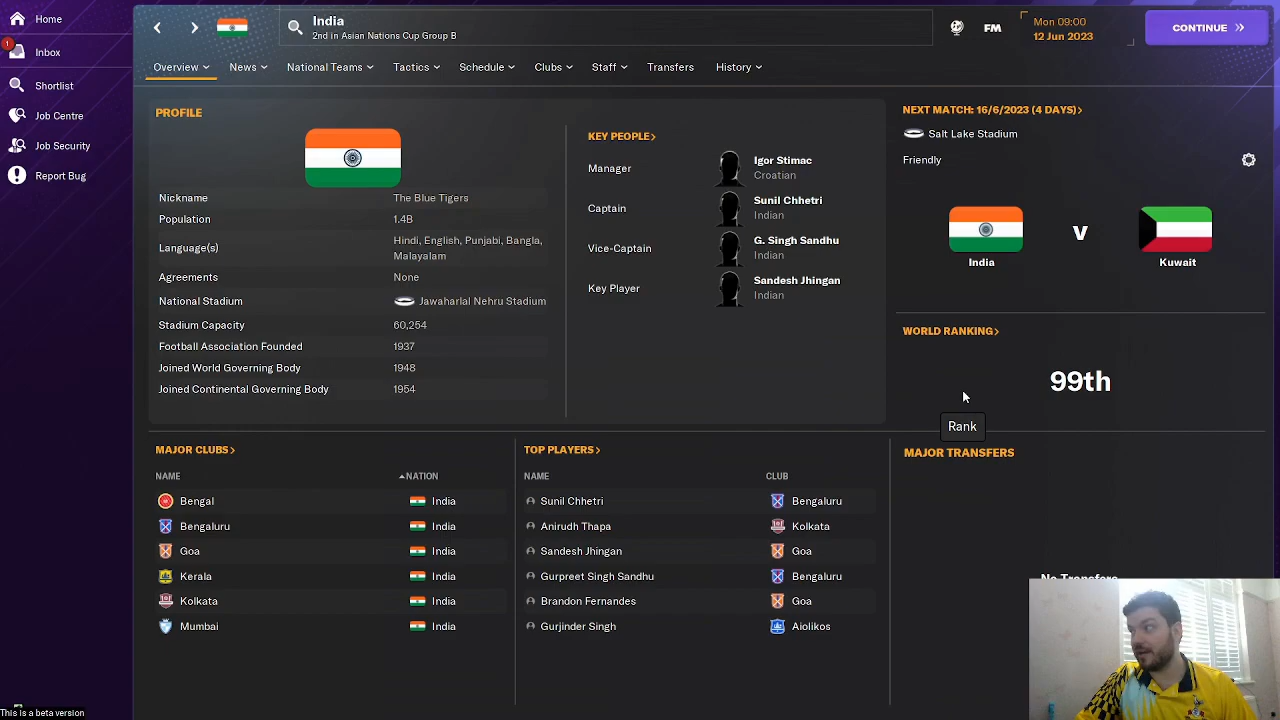 Home
1
Inbox
Shortlist
Job Centre
Job Security
Report Bug
This is a beta version
India
2nd in Asian Nations Cup Group B
FM
Mon 09:00
12 Jun 2023
CONTINUE
Overview
News
National Teams
Tactics
Schedule
Clubs
Staff
Transfers
History
PROFILE
Nickname The Blue Tigers
Population 1.4B
Language(s) Hindi, English, Punjabi, Bangla,
Malayalam
Agreements None
National Stadium Jawaharlal Nehru Stadium
Stadium Capacity 60,254
Football Association Founded 1937
Joined World Governing Body 1948
Joined Continental Governing Body 1954
KEY PEOPLE>
Manager Igor Stimac
Croatian
Captain Sunil Chhetri
Indian
Vice-Captain G. Singh Sandhu
Indian
Key Player Sandesh Jhingan
Indian
NEXT MATCH: 16/6/2023 (4 DAYS)>
Salt Lake Stadium
Friendly
V
India Kuwait
WORLD RANKING>
99th
Rank
MAJOR CLUBS>
NAME NATION
Bengal India
Bengaluru India
Goa India
Kerala India
Kolkata India
Mumbai India
TOP PLAYERS>
NAME CLUB
Sunil Chhetri Bengaluru
Anirudh Thapa Kolkata
Sandesh Jhingan Goa
Gurpreet Singh Sandhu Bengaluru
Brandon Fernandes Goa
Gurjinder Singh Aiolikos
MAJOR TRANSFERS
No Transfers